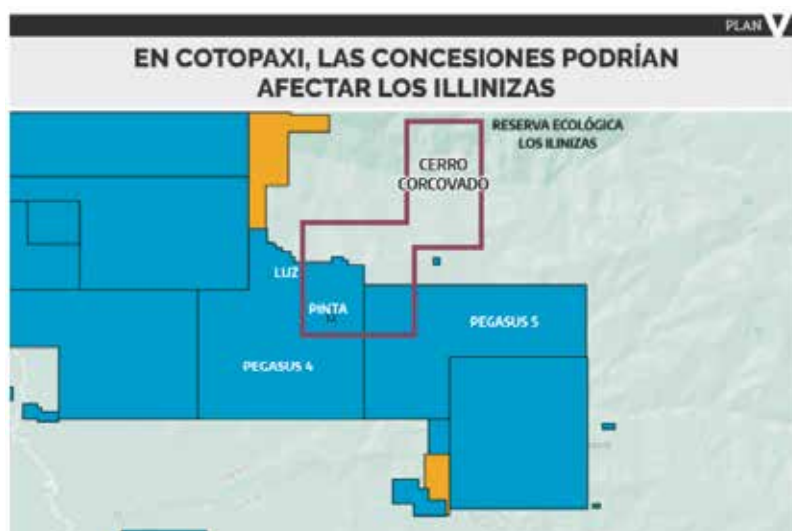 PLAN V
EN COTOPAXI, LAS CONCESIONES PODRÍAN
AFECTAR LOS ILLINIZAS
RESERVA ECOLÓGICA
LOS ILINIZAS
CERRO
CORCOVADO
LUZ
PINTA
PEGASUS 5
PEGASUS 4